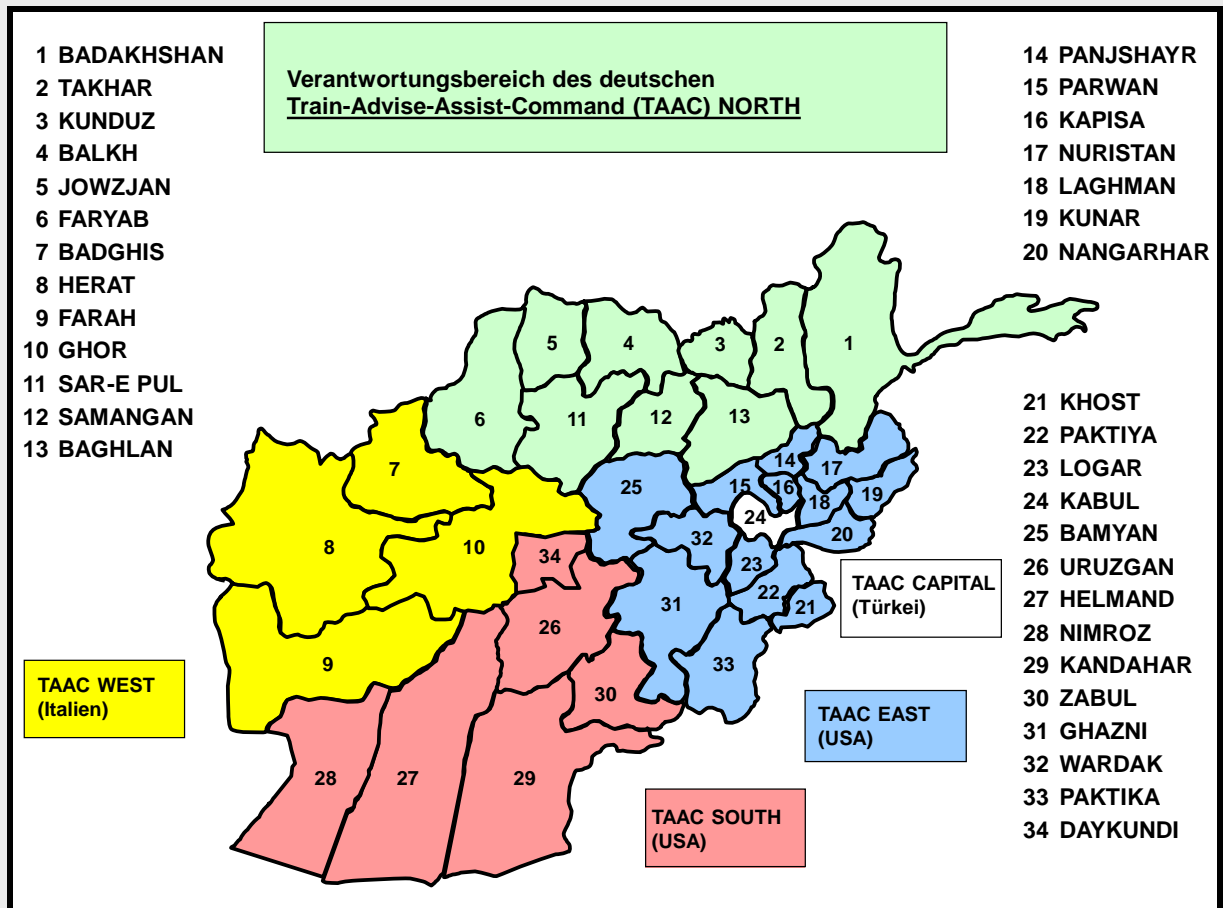 1 BADAKHSHAN
2 TAKHAR
3 KUNDUZ
4 BALKH
5 JOWZJAN
6 FARYAB
7 BADGHIS
8 HERAT
9 FARAH
10 GHOR
11 SAR-E PUL
12 SAMANGAN
13 BAGHLAN
Verantwortungsbereich des deutschen
Train-Advise-Assist-Command (TAAC) NORTH
14 PANJSHAYR
15 PARWAN
16 KAPISA
17 NURISTAN
18 LAGHMAN
19 KUNAR
20 NANGARHAR
21 KHOST
22 PAKTIYA
23 LOGAR
24 KABUL
25 BAMYAN
26 URUZGAN
27 HELMAND
28 NIMROZ
29 KANDAHAR
30 ZABUL
31 GHAZNI
32 WARDAK
33 PAKTIKA
34 DAYKUNDI
5
4
3
2
1
6
11
12
13
7
25
15
14
16
17
18
19
20
24
8
10
34
32
23
22
21
31
26
33
9
30
28
27
29
TAAC CAPITAL
(Türkei)
TAAC WEST
(Italien)
TAAC EAST
(USA)
TAAC SOUTH
(USA)